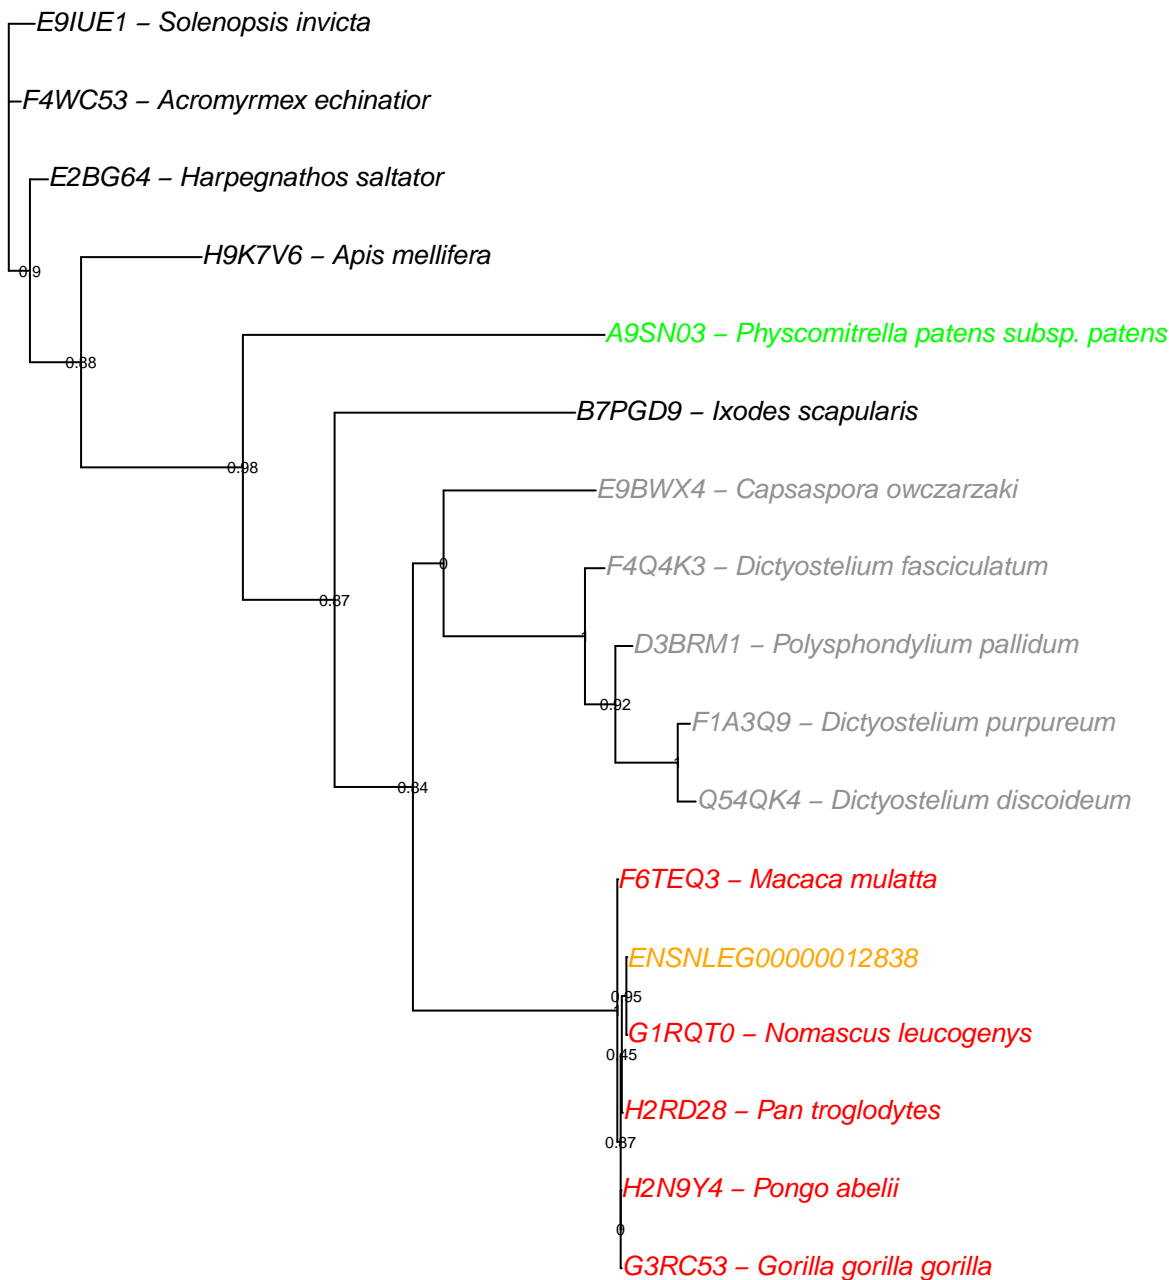 E9IUE1 − Solenopsis invicta
F4WC53 − Acromyrmex echinatior
E2BG64 − Harpegnathos saltator
H9K7V6 − Apis mellifera
0.9
A9SN03 − Physcomitrella patens subsp. patens
0.88
B7PGD9 − Ixodes scapularis
0.98
E9BWX4 − Capsaspora owczarzaki
0
F4Q4K3 − Dictyostelium fasciculatum
0.87
1
D3BRM1 − Polysphondylium pallidum
0.92
F1A3Q9 − Dictyostelium purpureum
1
0.84
Q54QK4 − Dictyostelium discoideum
F6TEQ3 − Macaca mulatta
ENSNLEG00000012838
0.95
1
G1RQT0 − Nomascus leucogenys
0.45
H2RD28 − Pan troglodytes
0.87
H2N9Y4 − Pongo abelii
0
G3RC53 − Gorilla gorilla gorilla